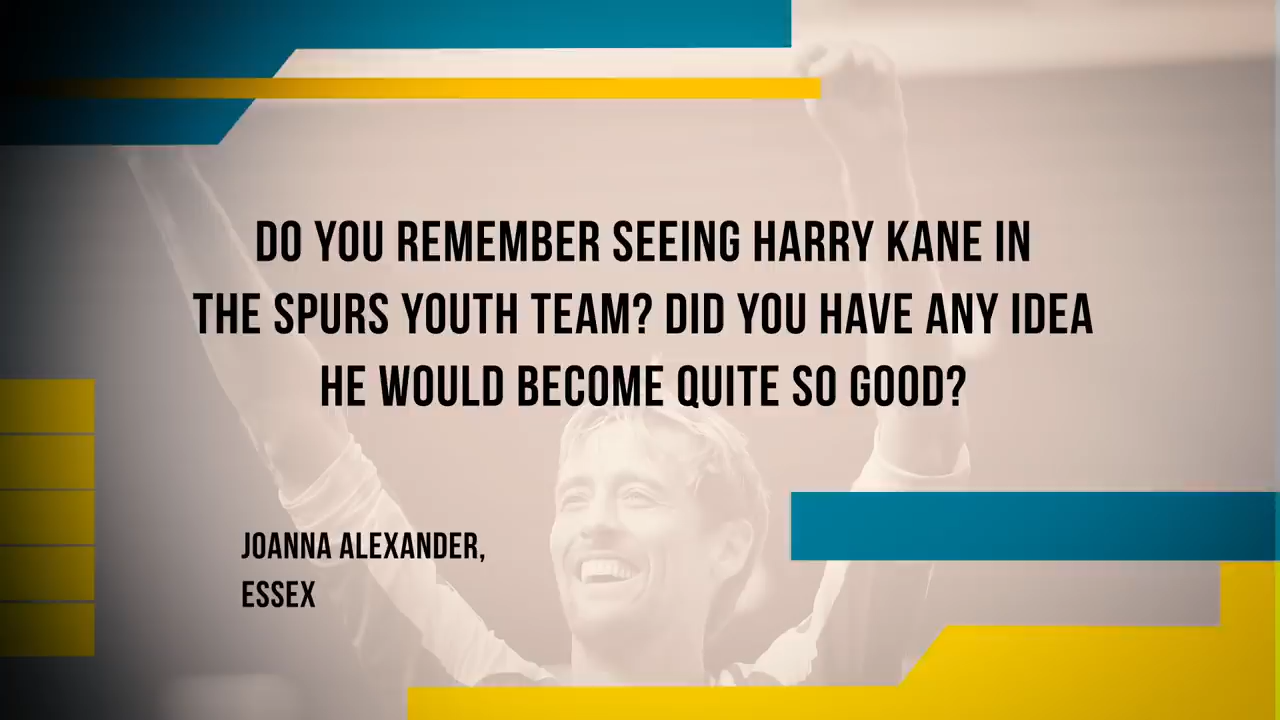 DO YOU REMEMBER SEEING HARRY KANE IN
THE SPURS YOUTH TEAM? DID YOU HAVE ANY IDEA
HE WOULD BECOME QUITE SO GOOD?
JOANNA ALEXANDER,
ESSEX